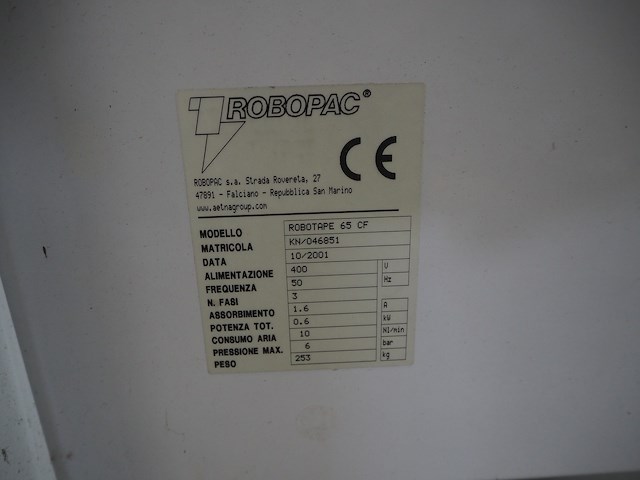 ROBOPAC®
CE
ROBOPAC s.a. Strada Rovereta, 27
47891 - Falciano - Repubblica San Marino
www.aetnagroup.com
MODELLO ROBOTAPE 65 CF
MATRICOLA KN/046851
DATA 10/2001
ALIMENTAZIONE 400 V
FREQUENZA 50 Hz
N. FASI 3
ASSORBIMENTO 1.6 A
POTENZA TOT. 0.6 kW
CONSUMO ARIA 10 Nl/min
PRESSIONE MAX. 6 bar
PESO 253 kg